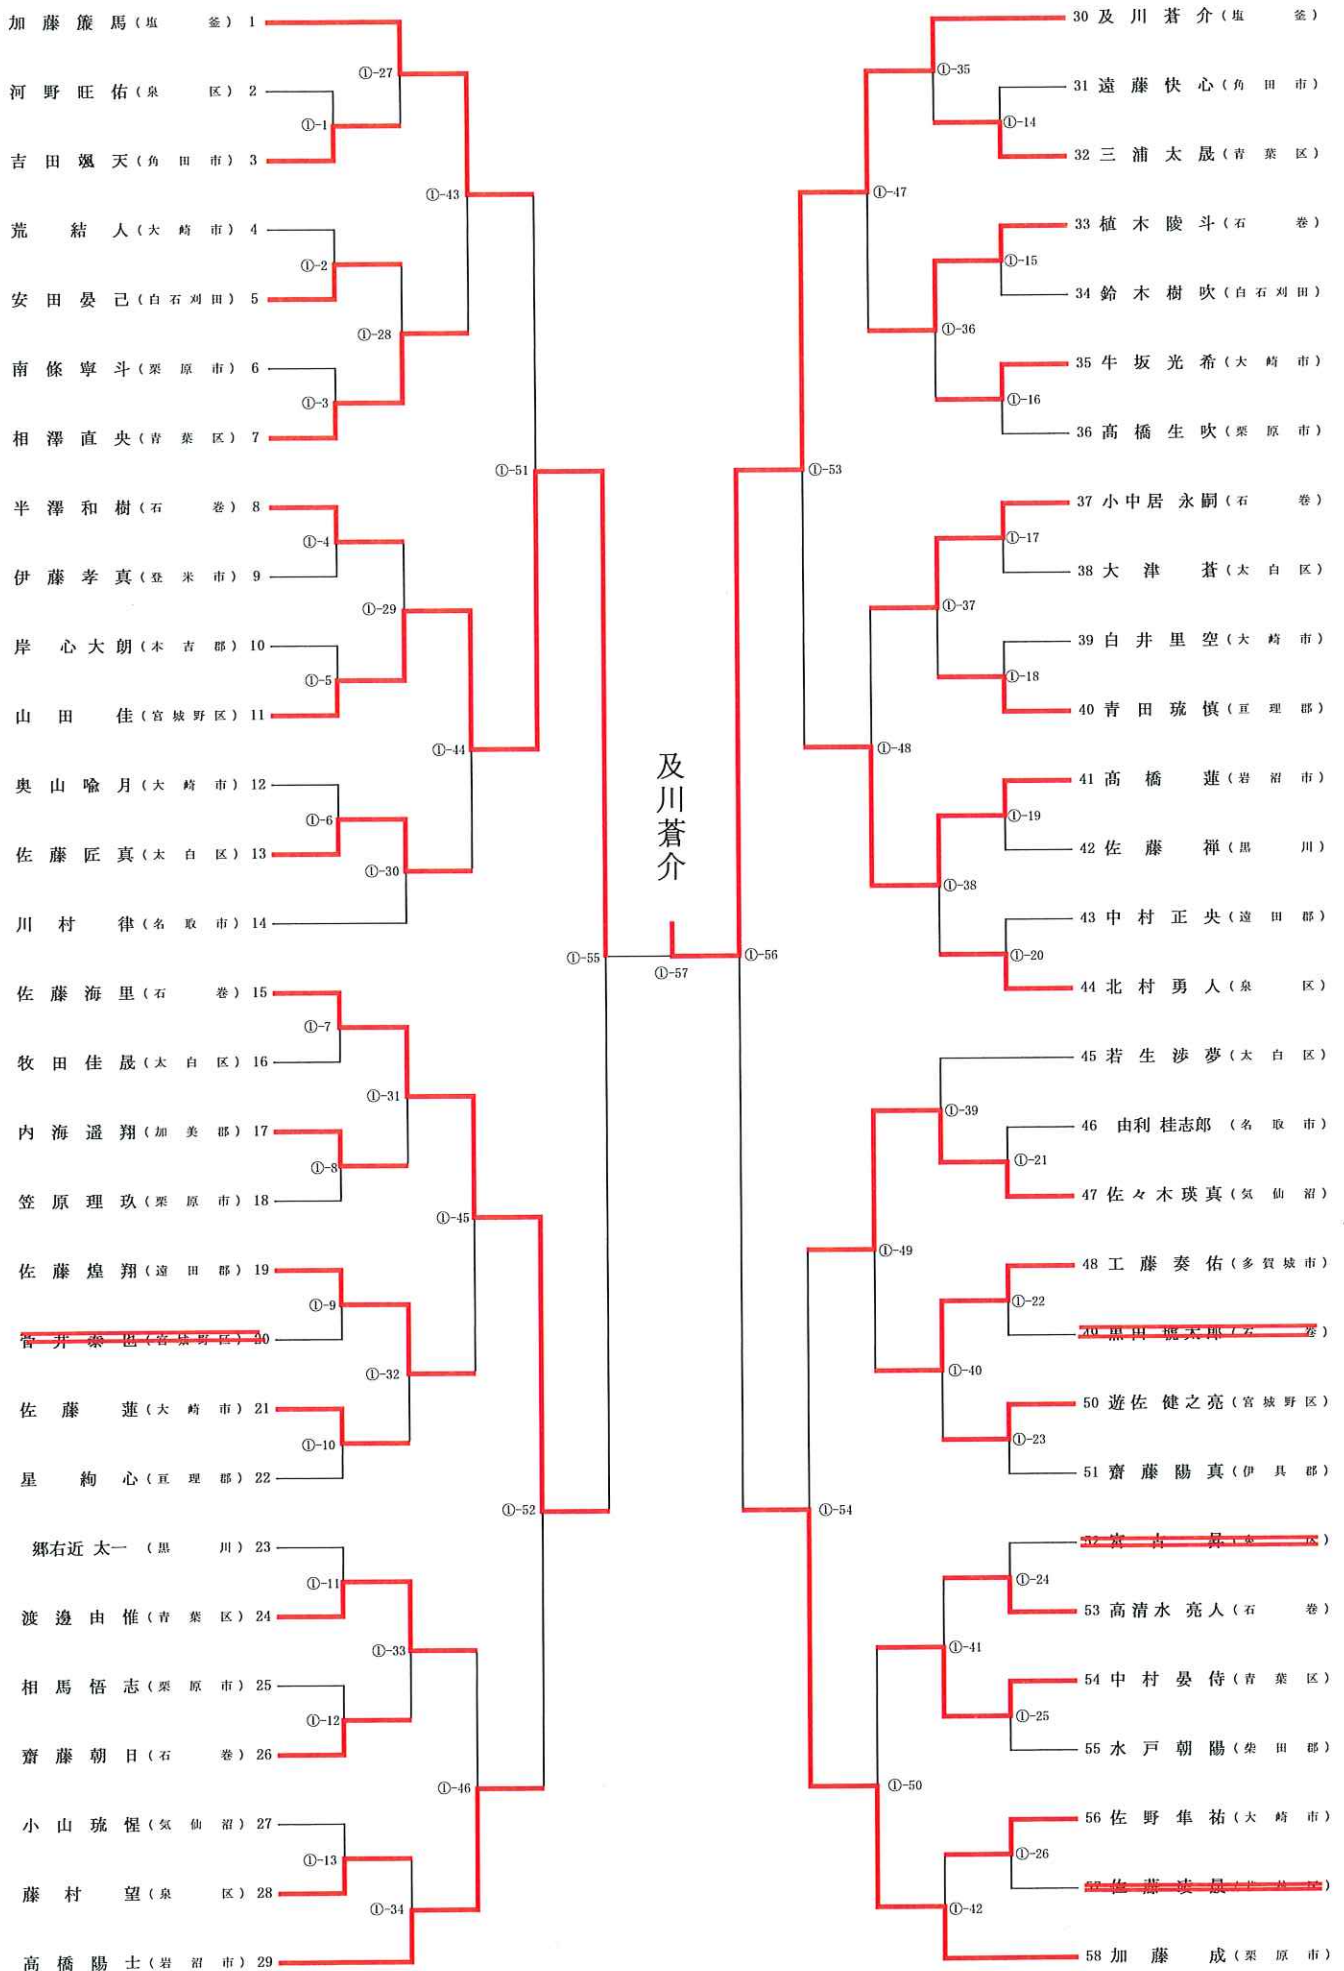 加藤簾馬（塩釜）1
河野旺佑（泉区）2
吉田颯天（角田市）3
荒結人（大崎市）4
安田晏己（白石刈田）5
南條寧斗（栗原市）6
相澤直央（青葉区）7
半澤和樹（石巻）8
伊藤孝真（登米市）9
岸心大朗（本吉郡）10
山田佳（宮城野区）11
奥山喩月（大崎市）12
佐藤匠真（太白区）13
川村律（名取市）14
佐藤海里（石巻）15
牧田佳晟（太白区）16
内海遥翔（加美郡）17
笠原理玖（栗原市）18
佐藤煌翔（遠田郡）19
（宮城野区）20
佐藤蓮（大崎市）21
星絢心（亘理郡）22
郷右近太一（黒川）23
渡邊由惟（青葉区）24
相馬悟志（栗原市）25
齋藤朝日（石巻）26
小山琉惺（気仙沼）27
藤村望（泉区）28
高橋陽士（岩沼市）29
①-1
①-2
①-3
①-4
①-5
①-6
①-7
①-8
①-9
①-10
①-11
①-12
①-13
①-27
①-28
①-29
①-30
①-31
①-32
①-33
①-34
①-43
①-44
①-45
①-46
①-51
①-52
①-55
及川蒼介
①-57
①-56
①-53
①-54
①-47
①-48
①-49
①-50
①-35
①-36
①-37
①-38
①-39
①-40
①-41
①-42
①-14
①-15
①-16
①-17
①-18
①-19
①-20
①-21
①-22
①-23
①-24
①-25
①-26
30 及川蒼介（塩釜）
31 遠藤快心（角田市）
32 三浦太晟（青葉区）
33 植木陵斗（石巻）
34 鈴木樹吹（白石刈田）
35 牛坂光希（大崎市）
36 髙橋生吹（栗原市）
37 小中居永嗣（石巻）
38 大津蒼（太白区）
39 白井里空（大崎市）
40 青田琉慎（亘理郡）
41 髙橋蓮（岩沼市）
42 佐藤禅（黒川）
43 中村正央（遠田郡）
44 北村勇人（泉区）
45 若生渉夢（太白区）
46 由利桂志郎（名取市）
47 佐々木瑛真（気仙沼）
48 工藤奏佑（多賀城市）
49
50 遊佐健之亮（宮城野区）
51 齋藤陽真（伊具郡）
52
53 高清水亮人（石巻）
54 中村晏侍（青葉区）
55 水戸朝陽（柴田郡）
56 佐野隼祐（大崎市）
57 佐藤
58 加藤成（栗原市）